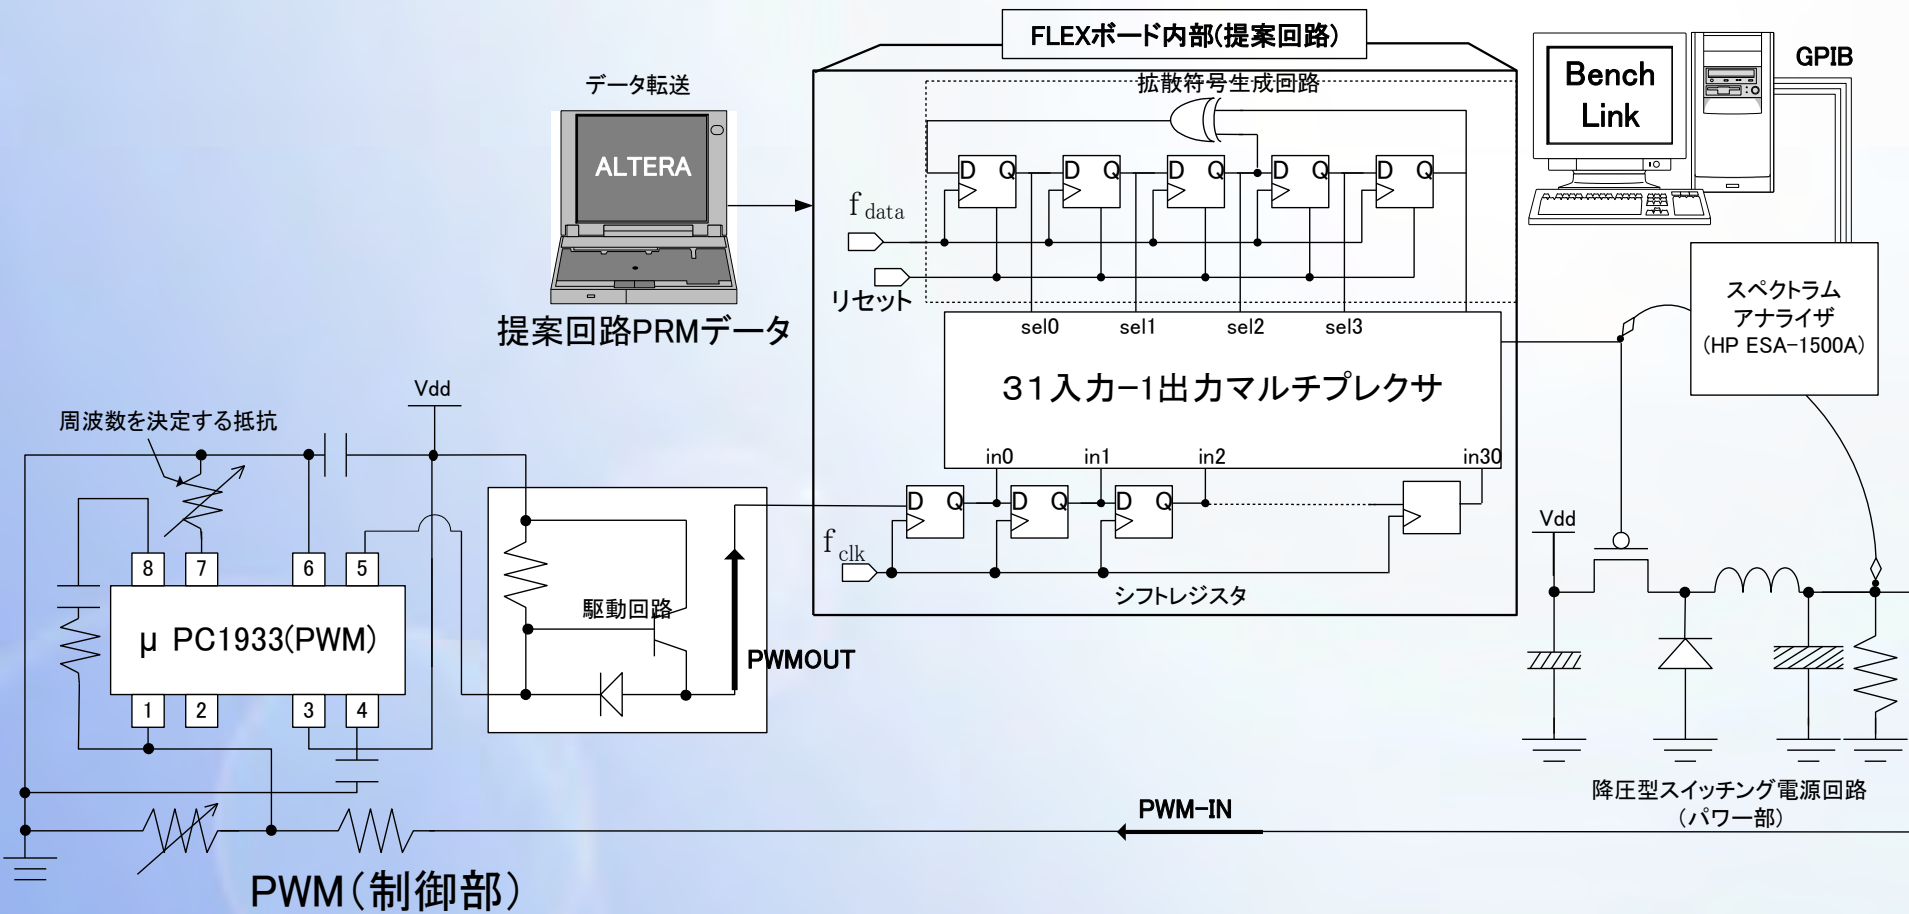 FLEXボード内部(提案回路)
データ転送
ALTERA
提案回路PRMデータ
拡散符号生成回路
D Q D Q D Q D Q D Q
f data
リセット
sel0 sel1 sel2 sel3
31入力-1出力マルチプレクサ
in0 in1 in2 in30
D Q D Q D Q
f clk
シフトレジスタ
Bench
Link
GPIB
スペクトラム
アナライザ
(HP ESA-1500A)
Vdd
周波数を決定する抵抗
8 7 6 5
μ PC1933(PWM)
1 2 3 4
駆動回路
PWMOUT
Vdd
降圧型スイッチング電源回路
(パワー部)
PWM-IN
PWM(制御部)